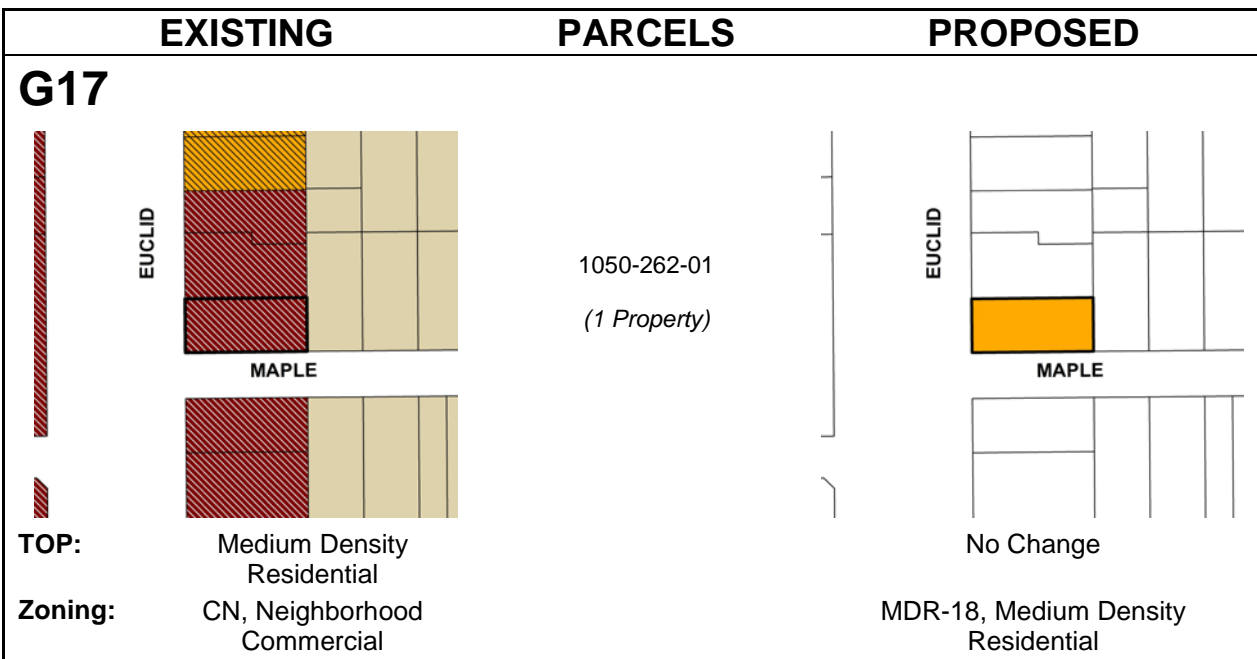 EXISTING PARCELS PROPOSED
G17
EUCLID
MAPLE
1050-262-01
(1 Property)
EUCLID
MAPLE
TOP: Medium Density Residential No Change
Zoning: CN, Neighborhood Commercial MDR-18, Medium Density Residential